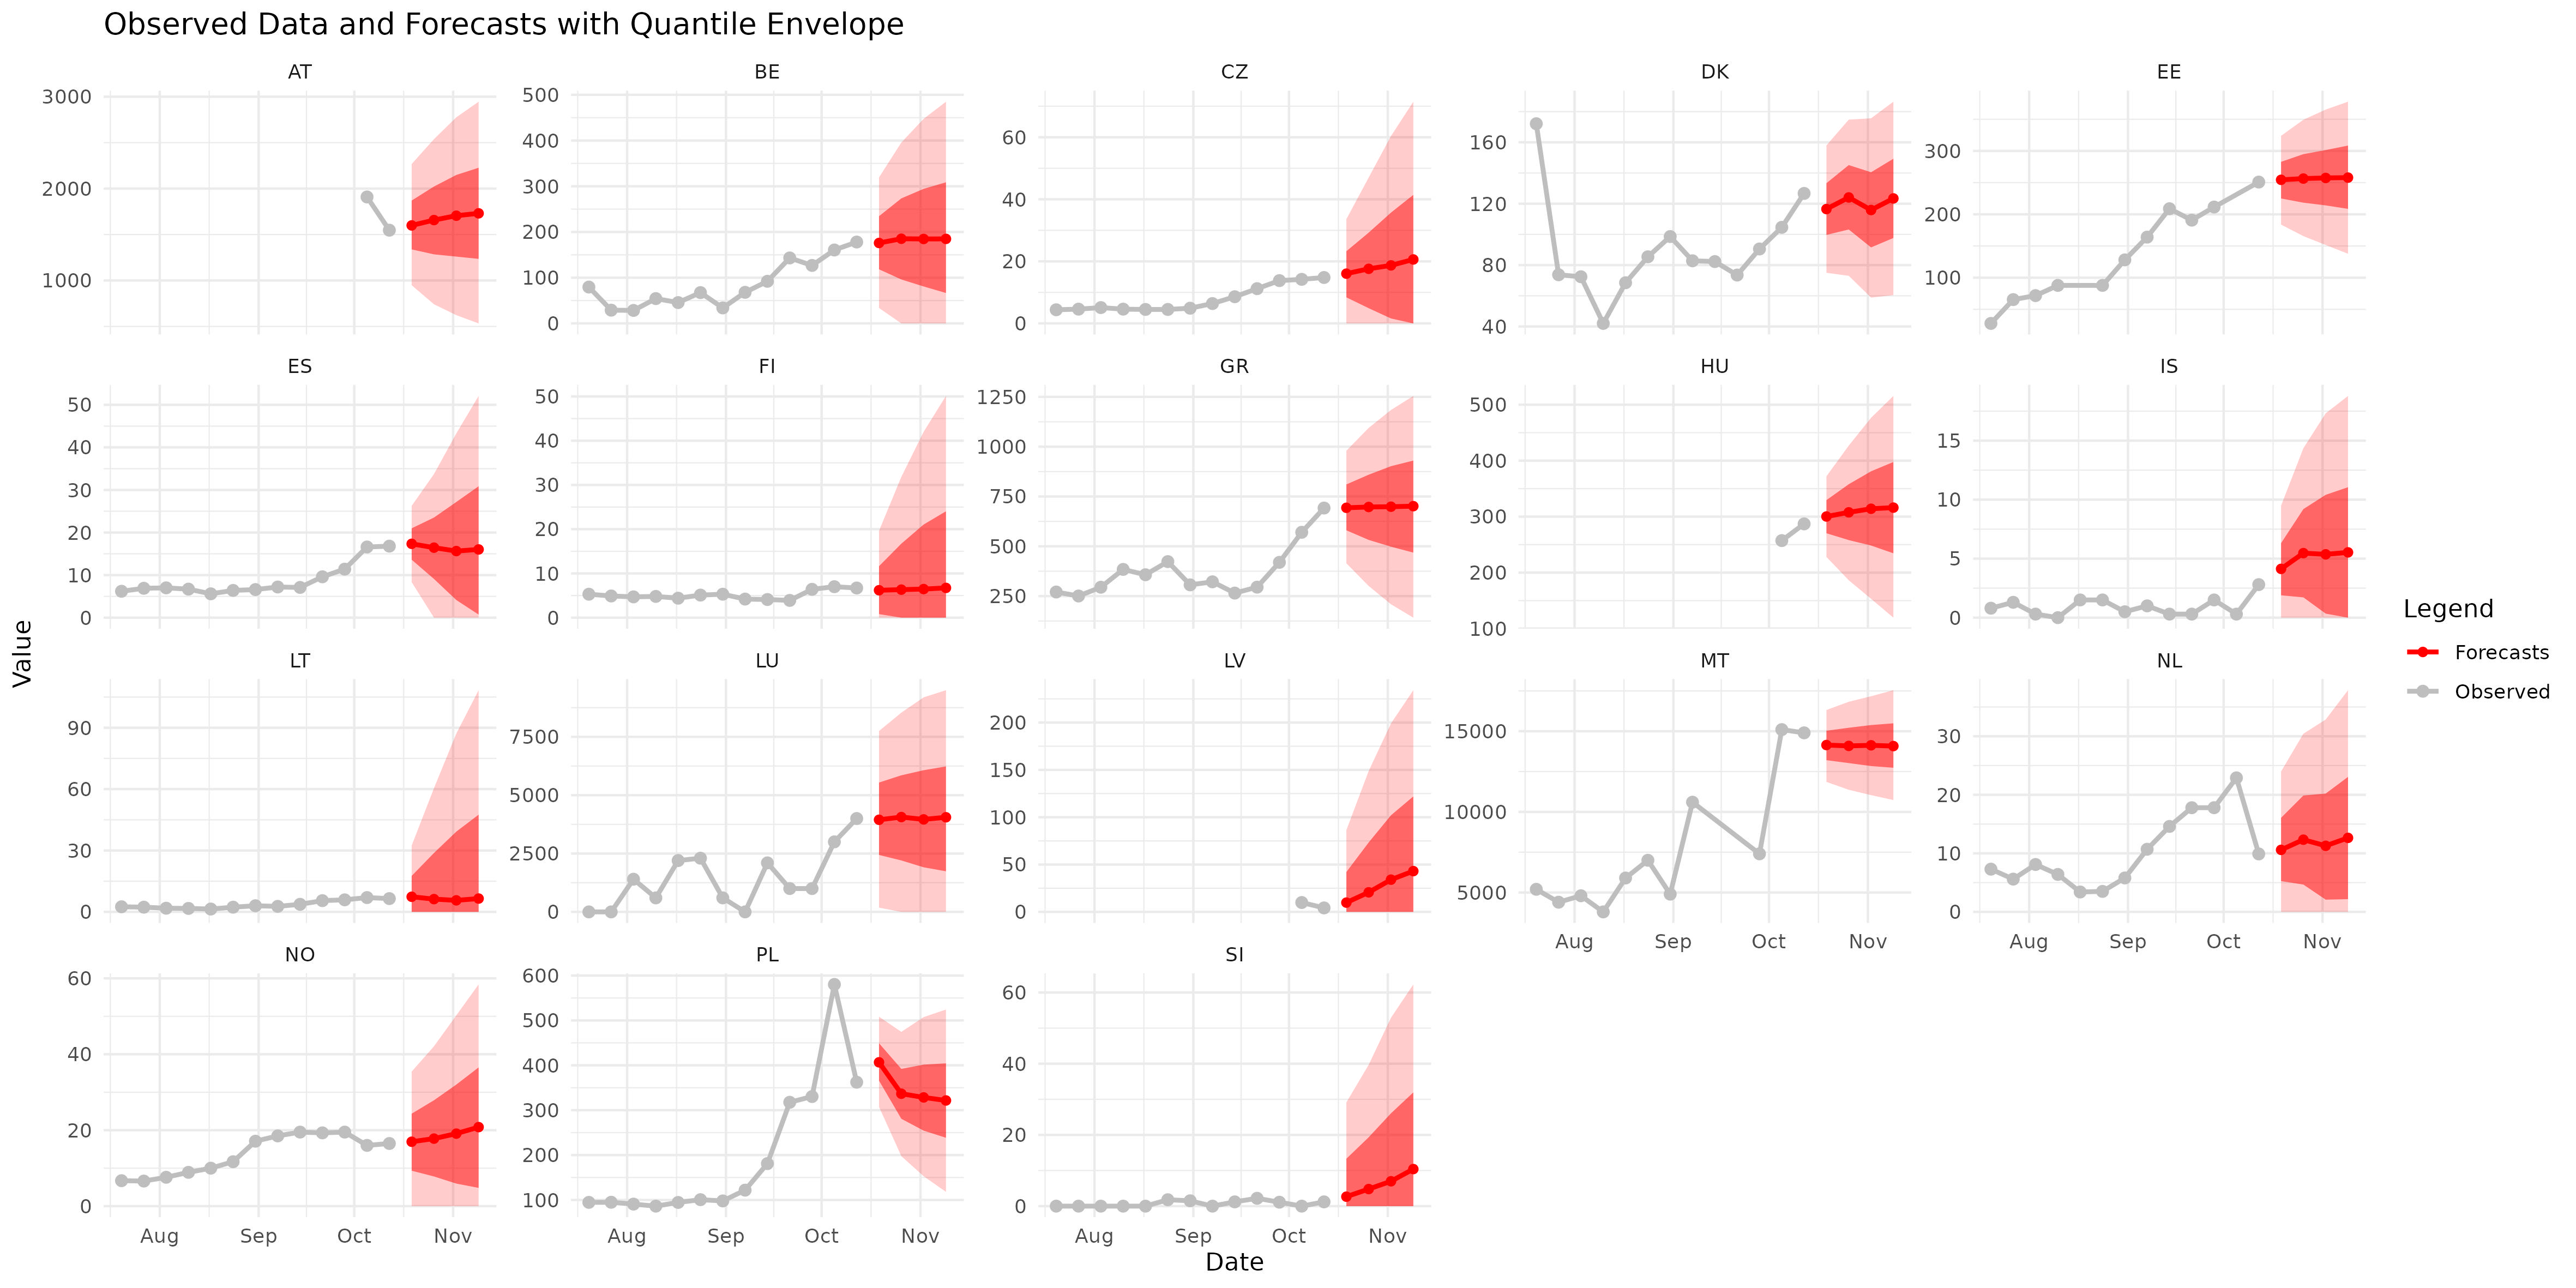 Observed Data and Forecasts with Quantile Envelope
AT BE CZ DK EE
3000 2000 1000
500 400 300 200 100 0
60 40 20 0
160 120 80 40
300 200 100
ES FI GR HU IS
50 40 30 20 10 0
50 40 30 20 10 0
1250 1000 750 500 250
500 400 300 200 100
15 10 5 0
Value
Legend
Forecasts
Observed
LT LU LV MT NL
90 60 30 0
7500 5000 2500 0
200 150 100 50 0
15000 10000 5000
30 20 10 0
Aug Sep Oct Nov
Aug Sep Oct Nov
NO PL SI
60 40 20 0
600 500 400 300 200 100
60 40 20 0
Aug Sep Oct Nov
Aug Sep Oct Nov
Aug Sep Oct Nov
Date